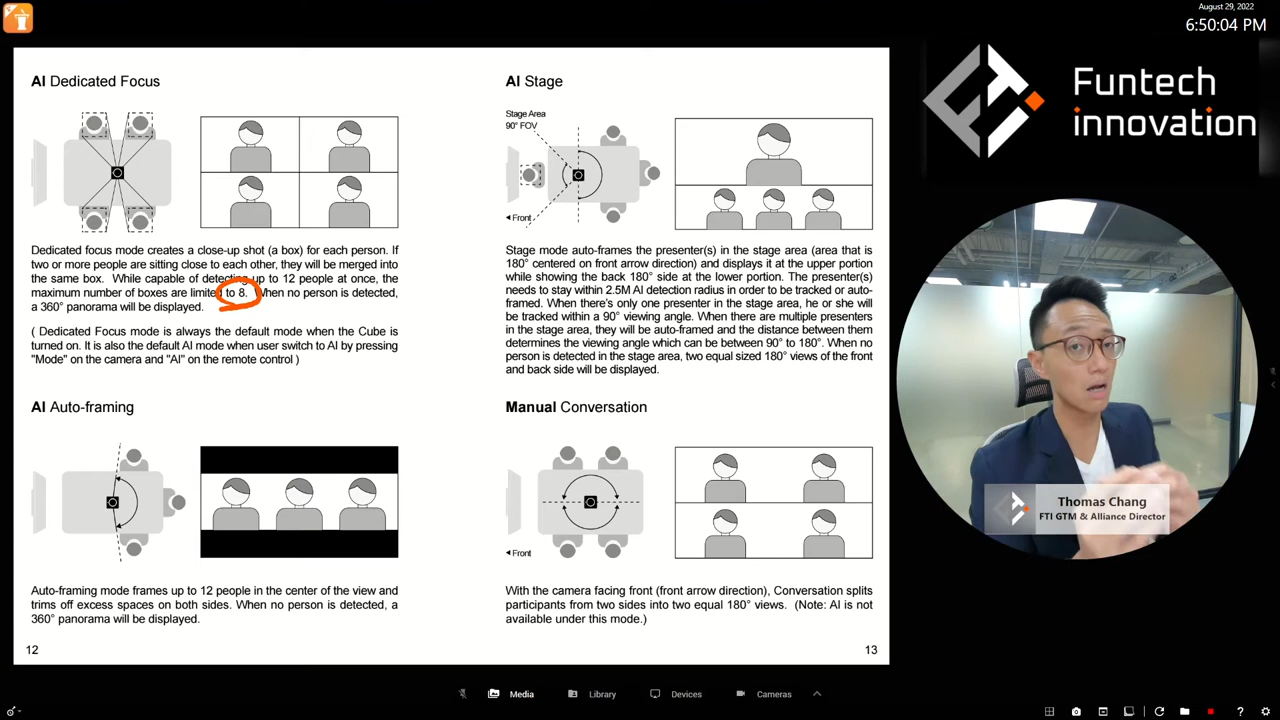 August 29, 2022
6:50:04 PM
Funtech
innovation
AI Dedicated Focus
Dedicated focus mode creates a close-up shot (a box) for each person. If
two or more people are sitting close to each other, they will be merged into
the same box. While capable of detecting up to 12 people at once, the
maximum number of boxes are limited to 8. When no person is detected,
a 360° panorama will be displayed.
( Dedicated Focus mode is always the default mode when the Cube is
turned on. It is also the default AI mode when user switch to AI by pressing
"Mode" on the camera and "AI" on the remote control )
AI Auto-framing
Auto-framing mode frames up to 12 people in the center of the view and
trims off excess spaces on both sides. When no person is detected, a
360° panorama will be displayed.
12
AI Stage
Stage Area
90° FOV
Front
Stage mode auto-frames the presenter(s) in the stage area (area that is
180° centered on front arrow direction) and displays it at the upper portion
while showing the back 180° side at the lower portion. The presenter(s)
needs to stay within 2.5M AI detection radius in order to be tracked or auto-
framed. When there's only one presenter in the stage area, he or she will
be tracked within a 90° viewing angle. When there are multiple presenters
in the stage area, they will be auto-framed and the distance between them
determines the viewing angle which can be between 90° to 180°. When no
person is detected in the stage area, two equal sized 180° views of the front
and back side will be displayed.
Manual Conversation
Front
With the camera facing front (front arrow direction), Conversation splits
participants from two sides into two equal 180° views. (Note: AI is not
available under this mode.)
13
Thomas Chang
FTI GTM & Alliance Director
Media
Library
Devices
Cameras